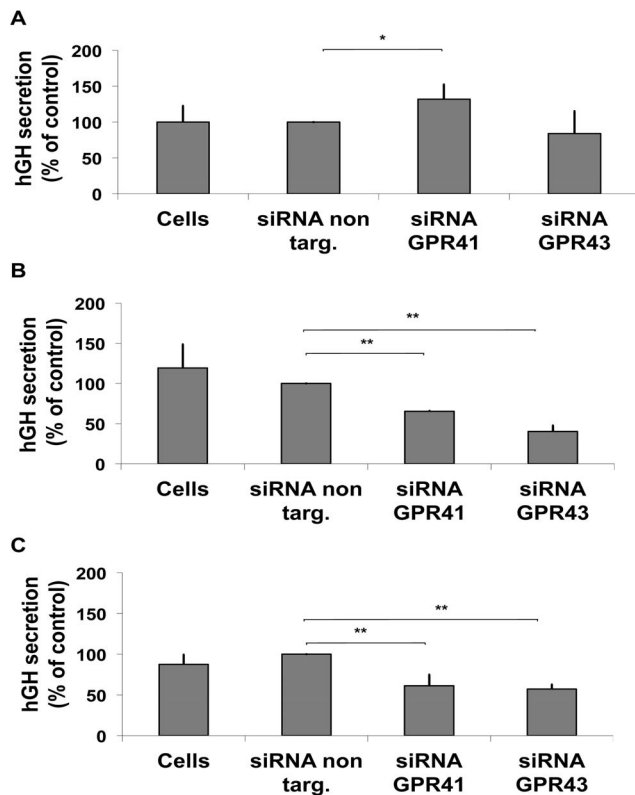 A
hGH secretion
(% of control)
200
150
100
50
0
*
Cells
siRNA non
targ.
siRNA
GPR41
siRNA
GPR43
B
hGH secretion
(% of control)
200
150
100
50
0
**
**
Cells
siRNA non
targ.
siRNA
GPR41
siRNA
GPR43
C
hGH secretion
(% of control)
200
150
100
50
0
**
**
Cells
siRNA non
targ.
siRNA
GPR41
siRNA
GPR43